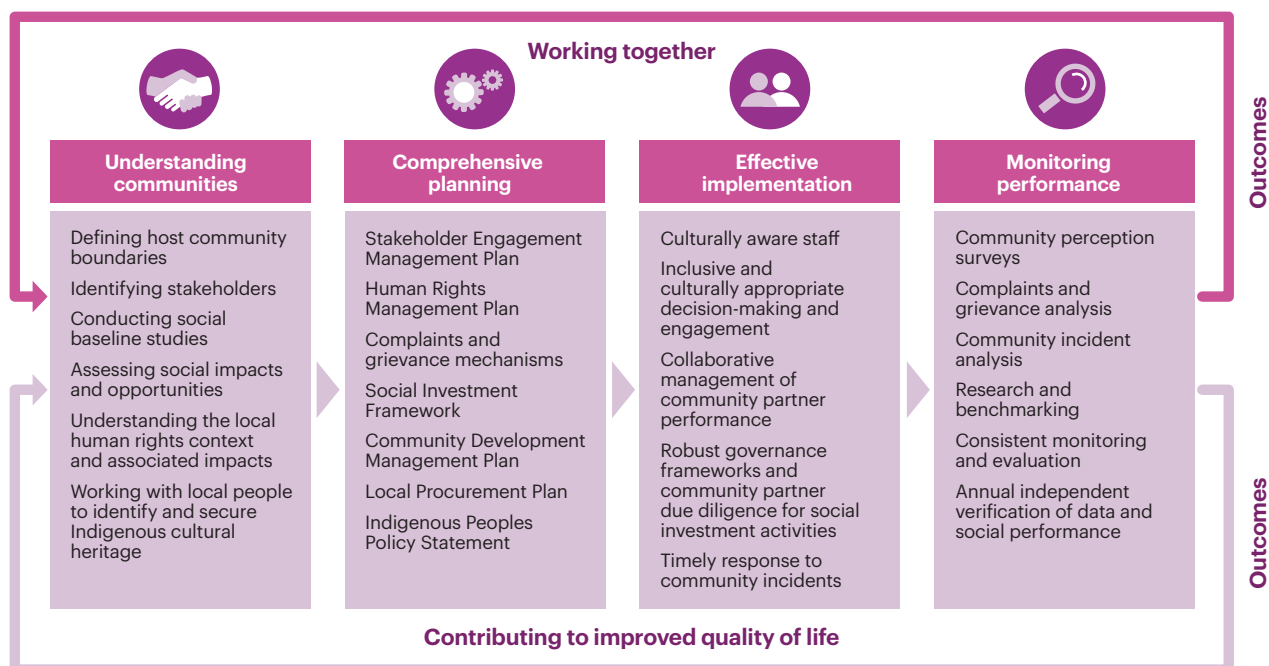 Working together
Understanding
communities
Defining host community
boundaries
Identifying stakeholders
Conducting social
baseline studies
Assessing social impacts
and opportunities
Understanding the local
human rights context
and associated impacts
Working with local people
to identify and secure
Indigenous cultural
heritage
Comprehensive
planning
Stakeholder Engagement
Management Plan
Human Rights
Management Plan
Complaints and
grievance mechanisms
Social Investment
Framework
Community Development
Management Plan
Local Procurement Plan
Indigenous Peoples
Policy Statement
Effective
implementation
Culturally aware staff
Inclusive and
culturally appropriate
decision-making and
engagement
Collaborative
management of
community partner
performance
Robust governance
frameworks and
community partner
due diligence for social
investment activities
Timely response to
community incidents
Monitoring
performance
Community perception
surveys
Complaints and
grievance analysis
Community incident
analysis
Research and
benchmarking
Consistent monitoring
and evaluation
Annual independent
verification of data and
social performance
Outcomes
Outcomes
Contributing to improved quality of life